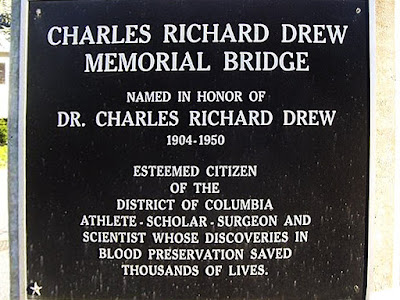 CHARLES RICHARD DREW
MEMORIAL BRIDGE
NAMED IN HONOR OF
DR. CHARLES RICHARD DREW
1904-1950
ESTEEMED CITIZEN
OF THE
DISTRICT OF COLUMBIA
ATHLETE - SCHOLAR - SURGEON AND
SCIENTIST WHOSE DISCOVERIES IN
BLOOD PRESERVATION SAVED
THOUSANDS OF LIVES.